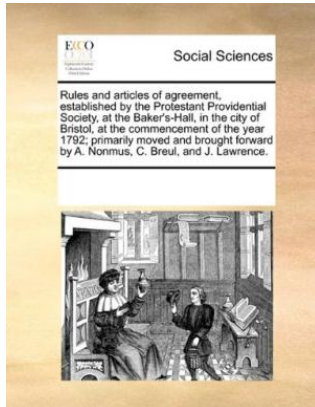 ECCO
Social Sciences
Rules and articles of agreement,
established by the Protestant Providential
Society, at the Baker's-Hall, in the city of
Bristol, at the commencement of the year
1792; primarily moved and brought forward
by A. Nonmus, C. Breul, and J. Lawrence.